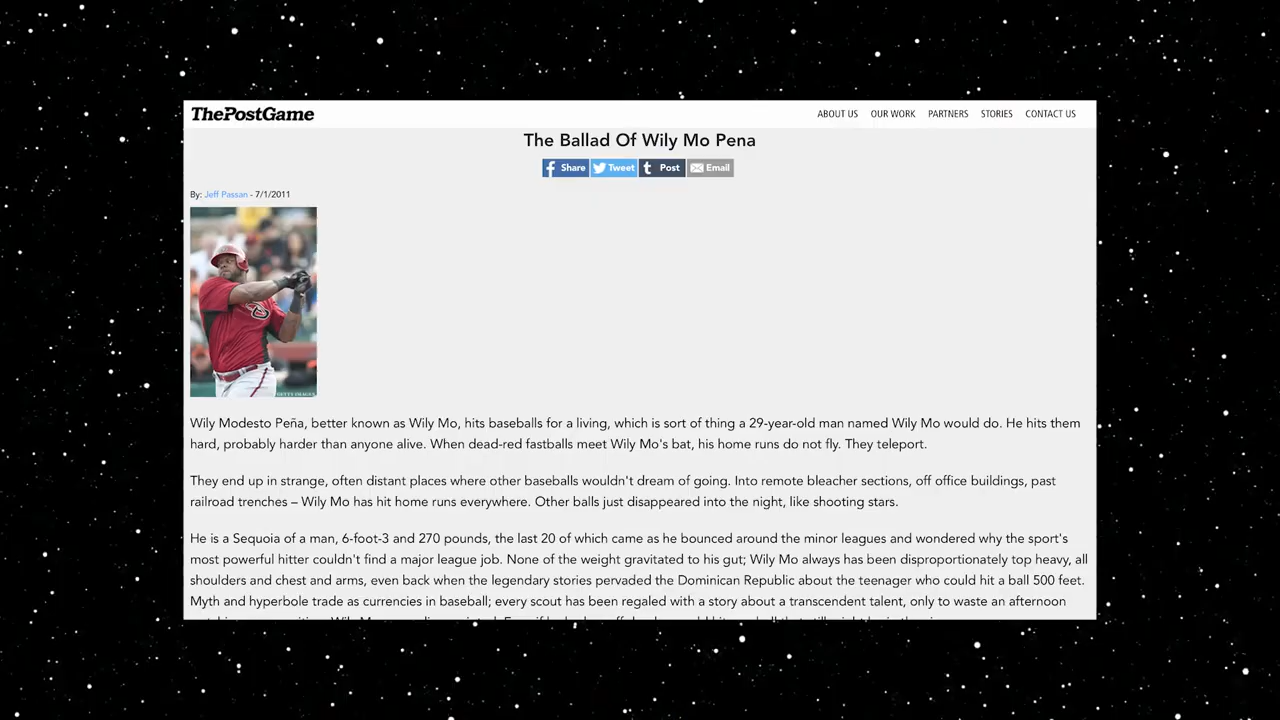 ThePostGame
ABOUT US OUR WORK PARTNERS STORIES CONTACT US
The Ballad Of Wily Mo Pena
Share Tweet Post Email
By: Jeff Passan - 7/1/2011
GETTY IMAGES
Wily Modesto Peña, better known as Wily Mo, hits baseballs for a living, which is sort of thing a 29-year-old man named Wily Mo would do. He hits them
hard, probably harder than anyone alive. When dead-red fastballs meet Wily Mo's bat, his home runs do not fly. They teleport.
They end up in strange, often distant places where other baseballs wouldn't dream of going. Into remote bleacher sections, off office buildings, past
railroad trenches – Wily Mo has hit home runs everywhere. Other balls just disappeared into the night, like shooting stars.
He is a Sequoia of a man, 6-foot-3 and 270 pounds, the last 20 of which came as he bounced around the minor leagues and wondered why the sport's
most powerful hitter couldn't find a major league job. None of the weight gravitated to his gut; Wily Mo always has been disproportionately top heavy, all
shoulders and chest and arms, even back when the legendary stories pervaded the Dominican Republic about the teenager who could hit a ball 500 feet.
Myth and hyperbole trade as currencies in baseball; every scout has been regaled with a story about a transcendent talent, only to waste an afternoon